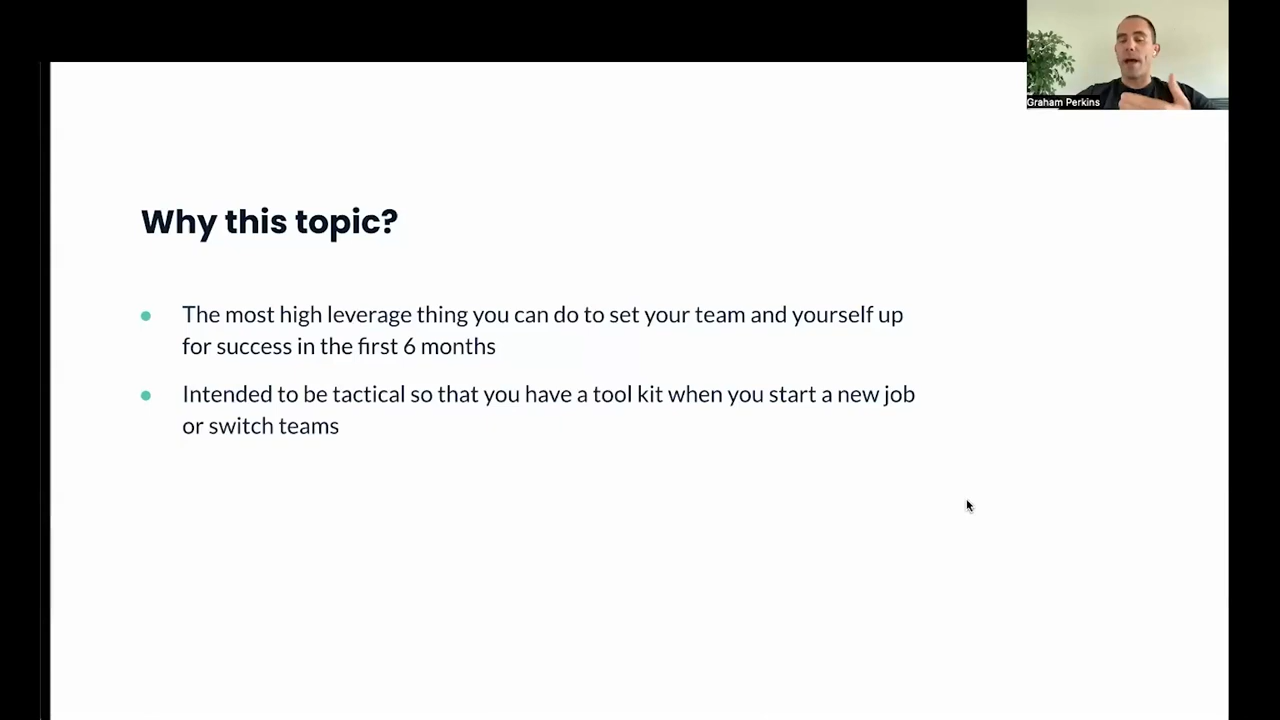 Graham Perkins
Why this topic?
The most high leverage thing you can do to set your team and yourself up
for success in the first 6 months
Intended to be tactical so that you have a tool kit when you start a new job
or switch teams